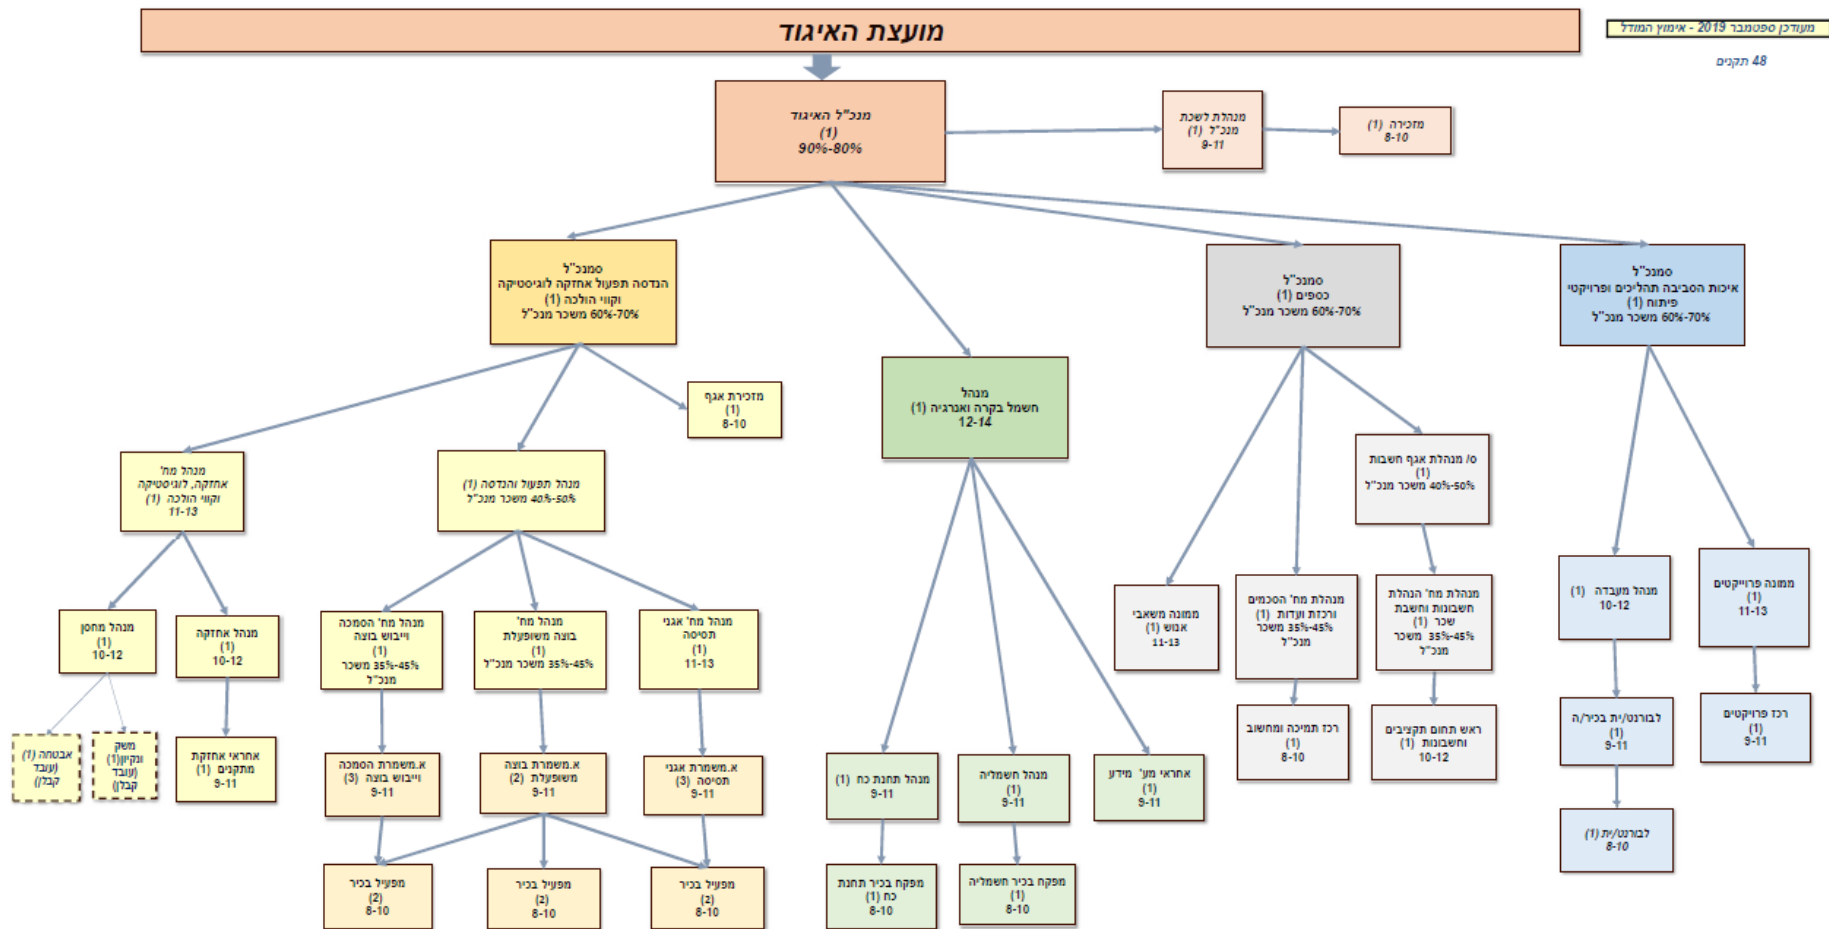 מועצת האיגוד
מעודכן ספטמבר 2019 - אימוץ המודל
48 תקנים
מנכ"ל האיגוד
(1)
90%-80%
מנהלת לשכת
מנכ"ל (1)
9-11
מזכירה (1)
8-10
סמנכ"ל
הנדסה תפעול אחזקה לוגיסטיקה
וקווי הולכה (1)
60%-70% משכר מנכ"ל
סמנכ"ל
כספים (1)
60%-70% משכר מנכ"ל
סמנכ"ל
איכות הסביבה תהליכים ופרויקטי
פיתוח (1)
60%-70% משכר מנכ"ל
מזכירת אגף
(1)
8-10
מנהל
חשמל בקרה ואנרגיה (1)
12-14
מנהל מח'
אחזקה, לוגיסטיקה
וקווי הולכה (1)
11-13
מנהל תפעול והנדסה (1)
40%-50% משכר מנכ"ל
ס/ מנהלת אגף חשבות
(1)
40%-50% משכר מנכ"ל
מנהל מחסן
(1)
10-12
מנהל אחזקה
(1)
10-12
מנהל מח' הסמכה
וייבוש בוצה
(1)
35%-45% משכר
מנכ"ל
מנהל מח'
בוצה משופעלת
(1)
35%-45% משכר מנכ"ל
מנהל מח' אגני
תסיסה
(1)
11-13
ממונה משאבי
אנוש (1)
11-13
מנהלת מח' הסכמים
ורכזת ועדות (1)
35%-45% משכר
מנכ"ל
מנהלת מח' הנהלת
חשבונות וחשבת
שכר (1)
35%-45% משכר
מנכ"ל
מנהל מעבדה (1)
10-12
ממונה פרוייקטים
(1)
11-13
אבטחה (1)
(עובד
קבלן)
משק
ונקיון(1)
(עובד
קבלן)
אחראי אחזקת
מתקנים (1)
9-11
א.משמרת הסמכה
וייבוש בוצה (3)
9-11
א.משמרת בוצה
משופעלת (2)
9-11
א.משמרת אגני
תסיסה (3)
9-11
מנהל תחנת כח (1)
9-11
מנהל חשמליה
(1)
9-11
אחראי מע' מידע
(1)
9-11
רכז תמיכה ומחשוב
(1)
8-10
ראש תחום תקציבים
וחשבונות (1)
10-12
לבורנט/ית בכיר/ה
(1)
9-11
רכז פרויקטים
(1)
9-11
מפעיל בכיר
(2)
8-10
מפעיל בכיר
(2)
8-10
מפעיל בכיר
(2)
8-10
מפקח בכיר תחנת
כח (1)
8-10
מפקח בכיר חשמליה
(1)
8-10
לבורנט/ית (1)
8-10